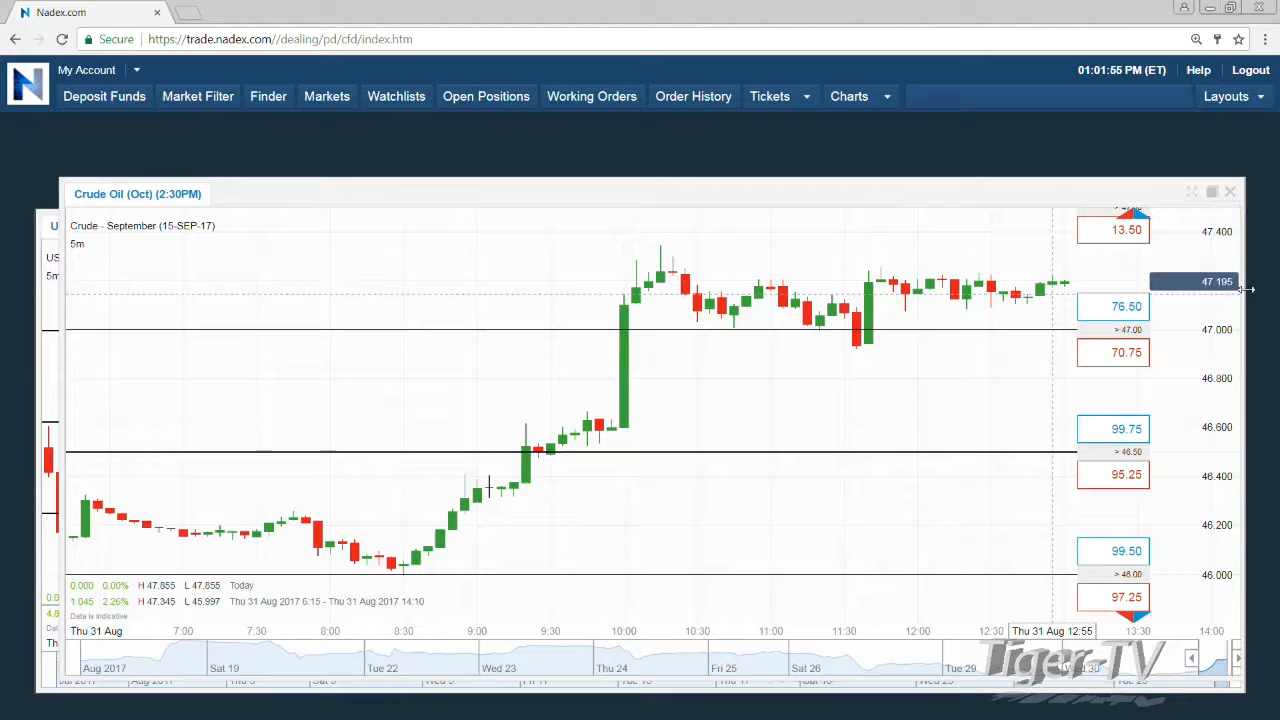 Nadex.com
Secure https://trade.nadex.com//dealing/pd/cfd/index.htm
My Account
01:01:55 PM (ET) Help Logout
Deposit Funds Market Filter Finder Markets Watchlists Open Positions Working Orders Order History Tickets Charts Layouts
Crude Oil (Oct) (2:30PM)
Crude - September (15-SEP-17)
5m
13.50
47.400
47.195
76.50
> 47.00
47.000
70.75
46.800
99.75
46.600
> 46.50
95.25
46.400
46.200
99.50
> 46.00
46.000
97.25
0.000 0.00% H 47.855 L 47.855 Today
1.045 2.26% H 47.345 L 45.997 Thu 31 Aug 2017 6:15 - Thu 31 Aug 2017 14:10
Data is indicative
Thu 31 Aug 7:00 7:30 8:00 8:30 9:00 9:30 10:00 10:30 11:00 11:30 12:00 12:30 Thu 31 Aug 12:55 13:30 14:00
Aug 2017 Sat 19 Tue 22 Wed 23 Thu 24 Fri 25 Sat 26 Tue 29 Wed 30
Tiger-TV